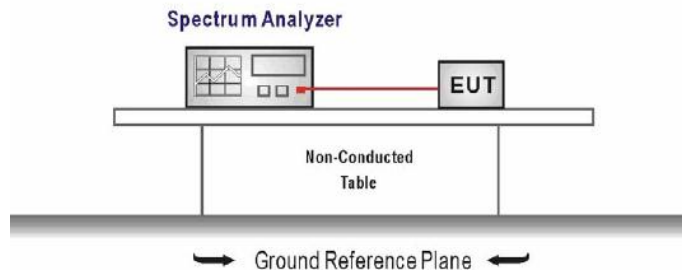 Spectrum Analyzer
EUT
Non-Conducted
Table
Ground Reference Plane